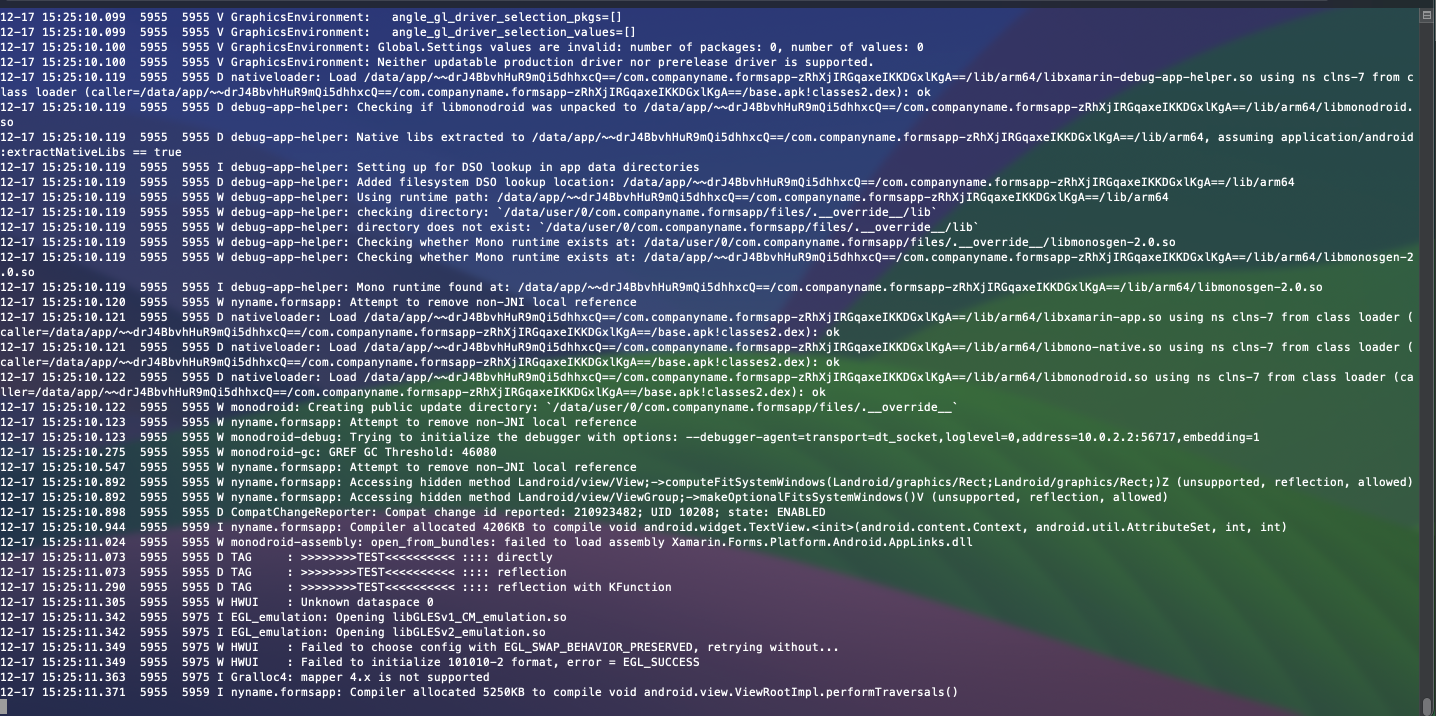 12-17 15:25:10.099  5955  5955 V GraphicsEnvironment:   angle_gl_driver_selection_pkgs=[]
12-17 15:25:10.099  5955  5955 V GraphicsEnvironment:   angle_gl_driver_selection_values=[]
12-17 15:25:10.100  5955  5955 V GraphicsEnvironment: Global.Settings values are invalid: number of packages: 0, number of values: 0
12-17 15:25:10.100  5955  5955 V GraphicsEnvironment: Neither updatable production driver nor prerelease driver is supported.
12-17 15:25:10.119  5955  5955 D nativeloader: Load /data/app/~~drJ4BbvhHuR9mQi5dhhxcQ==/com.companyname.formsapp-zRhXjIRGqaxeIKKDGxlKgA==/lib/arm64/libxamarin-debug-app-helper.so using ns clns-7 from c
lass loader (caller=/data/app/~~drJ4BbvhHuR9mQi5dhhxcQ==/com.companyname.formsapp-zRhXjIRGqaxeIKKDGxlKgA==/base.apk!classes2.dex): ok
12-17 15:25:10.119  5955  5955 D debug-app-helper: Checking if libmonodroid was unpacked to /data/app/~~drJ4BbvhHuR9mQi5dhhxcQ==/com.companyname.formsapp-zRhXjIRGqaxeIKKDGxlKgA==/lib/arm64/libmonodroid.
so
12-17 15:25:10.119  5955  5955 D debug-app-helper: Native libs extracted to /data/app/~~drJ4BbvhHuR9mQi5dhhxcQ==/com.companyname.formsapp-zRhXjIRGqaxeIKKDGxlKgA==/lib/arm64, assuming application/android
:extractNativeLibs == true
12-17 15:25:10.119  5955  5955 I debug-app-helper: Setting up for DSO lookup in app data directories
12-17 15:25:10.119  5955  5955 D debug-app-helper: Added filesystem DSO lookup location: /data/app/~~drJ4BbvhHuR9mQi5dhhxcQ==/com.companyname.formsapp-zRhXjIRGqaxeIKKDGxlKgA==/lib/arm64
12-17 15:25:10.119  5955  5955 W debug-app-helper: Using runtime path: /data/app/~~drJ4BbvhHuR9mQi5dhhxcQ==/com.companyname.formsapp-zRhXjIRGqaxeIKKDGxlKgA==/lib/arm64
12-17 15:25:10.119  5955  5955 W debug-app-helper: checking directory: `/data/user/0/com.companyname.formsapp/files/.__override__/lib`
12-17 15:25:10.119  5955  5955 W debug-app-helper: directory does not exist: `/data/user/0/com.companyname.formsapp/files/.__override__/lib`
12-17 15:25:10.119  5955  5955 W debug-app-helper: Checking whether Mono runtime exists at: /data/user/0/com.companyname.formsapp/files/.__override__/libmonosgen-2.0.so
12-17 15:25:10.119  5955  5955 W debug-app-helper: Checking whether Mono runtime exists at: /data/app/~~drJ4BbvhHuR9mQi5dhhxcQ==/com.companyname.formsapp-zRhXjIRGqaxeIKKDGxlKgA==/lib/arm64/libmonosgen-2
.0.so
12-17 15:25:10.119  5955  5955 I debug-app-helper: Mono runtime found at: /data/app/~~drJ4BbvhHuR9mQi5dhhxcQ==/com.companyname.formsapp-zRhXjIRGqaxeIKKDGxlKgA==/lib/arm64/libmonosgen-2.0.so
12-17 15:25:10.120  5955  5955 W nyname.formsapp: Attempt to remove non-JNI local reference
12-17 15:25:10.121  5955  5955 D nativeloader: Load /data/app/~~drJ4BbvhHuR9mQi5dhhxcQ==/com.companyname.formsapp-zRhXjIRGqaxeIKKDGxlKgA==/lib/arm64/libxamarin-app.so using ns clns-7 from class loader (
caller=/data/app/~~drJ4BbvhHuR9mQi5dhhxcQ==/com.companyname.formsapp-zRhXjIRGqaxeIKKDGxlKgA==/base.apk!classes2.dex): ok
12-17 15:25:10.121  5955  5955 D nativeloader: Load /data/app/~~drJ4BbvhHuR9mQi5dhhxcQ==/com.companyname.formsapp-zRhXjIRGqaxeIKKDGxlKgA==/lib/arm64/libmono-native.so using ns clns-7 from class loader (
caller=/data/app/~~drJ4BbvhHuR9mQi5dhhxcQ==/com.companyname.formsapp-zRhXjIRGqaxeIKKDGxlKgA==/base.apk!classes2.dex): ok
12-17 15:25:10.122  5955  5955 D nativeloader: Load /data/app/~~drJ4BbvhHuR9mQi5dhhxcQ==/com.companyname.formsapp-zRhXjIRGqaxeIKKDGxlKgA==/lib/arm64/libmonodroid.so using ns clns-7 from class loader (ca
ller=/data/app/~~drJ4BbvhHuR9mQi5dhhxcQ==/com.companyname.formsapp-zRhXjIRGqaxeIKKDGxlKgA==/base.apk!classes2.dex): ok
12-17 15:25:10.122  5955  5955 W monodroid: Creating public update directory: `/data/user/0/com.companyname.formsapp/files/.__override__`
12-17 15:25:10.123  5955  5955 W nyname.formsapp: Attempt to remove non-JNI local reference
12-17 15:25:10.123  5955  5955 W monodroid-debug: Trying to initialize the debugger with options: --debugger-agent=transport=dt_socket,loglevel=0,address=10.0.2.2:56717,embedding=1
12-17 15:25:10.275  5955  5955 W monodroid-gc: GREF GC Threshold: 46080
12-17 15:25:10.547  5955  5955 W nyname.formsapp: Attempt to remove non-JNI local reference
12-17 15:25:10.892  5955  5955 W nyname.formsapp: Accessing hidden method Landroid/view/View;->computeFitSystemWindows(Landroid/graphics/Rect;Landroid/graphics/Rect;)Z (unsupported, reflection, allowed)
12-17 15:25:10.892  5955  5955 W nyname.formsapp: Accessing hidden method Landroid/view/ViewGroup;->makeOptionalFitsSystemWindows()V (unsupported, reflection, allowed)
12-17 15:25:10.898  5955  5955 D CompatChangeReporter: Compat change id reported: 210923482; UID 10208; state: ENABLED
12-17 15:25:10.944  5955  5959 I nyname.formsapp: Compiler allocated 4206KB to compile void android.widget.TextView.<init>(android.content.Context, android.util.AttributeSet, int, int)
12-17 15:25:11.024  5955  5955 W monodroid-assembly: open_from_bundles: failed to load assembly Xamarin.Forms.Platform.Android.AppLinks.dll
12-17 15:25:11.073  5955  5955 D TAG     : >>>>>>>>TEST<<<<<<<<<< :::: directly
12-17 15:25:11.073  5955  5955 D TAG     : >>>>>>>>TEST<<<<<<<<<< :::: reflection
12-17 15:25:11.290  5955  5955 D TAG     : >>>>>>>>TEST<<<<<<<<<< :::: reflection with KFunction
12-17 15:25:11.305  5955  5955 W HWUI    : Unknown dataspace 0
12-17 15:25:11.342  5955  5975 I EGL_emulation: Opening libGLESv1_CM_emulation.so
12-17 15:25:11.342  5955  5975 I EGL_emulation: Opening libGLESv2_emulation.so
12-17 15:25:11.349  5955  5975 W HWUI    : Failed to choose config with EGL_SWAP_BEHAVIOR_PRESERVED, retrying without...
12-17 15:25:11.349  5955  5975 W HWUI    : Failed to initialize 101010-2 format, error = EGL_SUCCESS
12-17 15:25:11.363  5955  5975 I Gralloc4: mapper 4.x is not supported
12-17 15:25:11.371  5955  5959 I nyname.formsapp: Compiler allocated 5250KB to compile void android.view.ViewRootImpl.performTraversals()